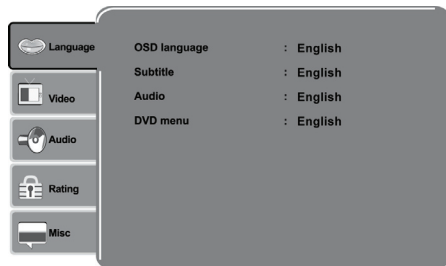 Language
Video
Audio
Rating
Misc
OSD language : English
Subtitle : English
Audio : English
DVD menu : English